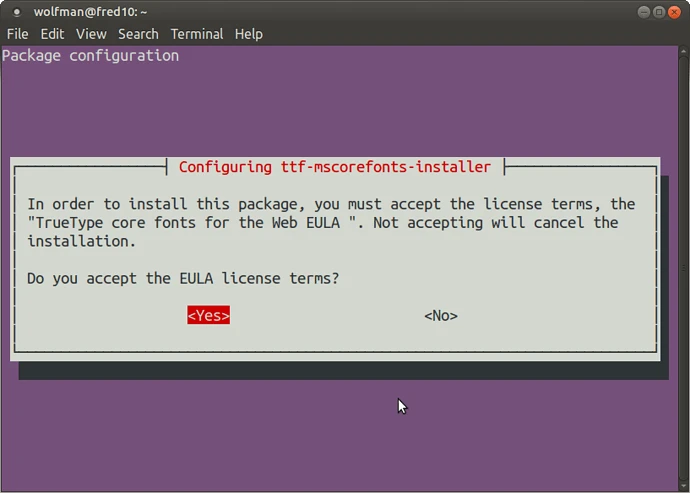 wolfman@fred10: ~
File Edit View Search Terminal Help
Package configuration
Configuring ttf-mscorefonts-installer
In order to install this package, you must accept the license terms, the
"TrueType core fonts for the Web EULA ". Not accepting will cancel the
installation.
Do you accept the EULA license terms?
<Yes> <No>